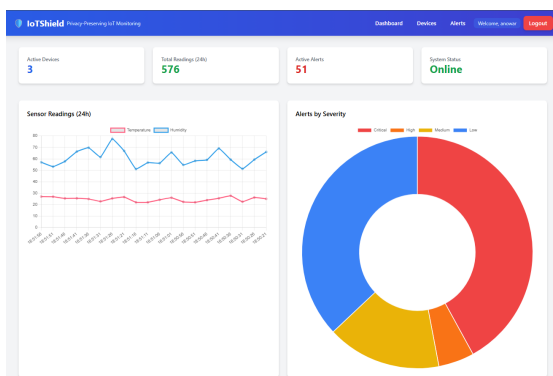 IoTShield Privacy-Preserving IoT Monitoring
Dashboard Devices Alerts Welcome, anowar Logout
Active Devices
3
Total Readings (24h)
576
Active Alerts
51
System Status
Online
Sensor Readings (24h)
Temperature Humidity
80
70
60
50
40
30
20
10
0
Alerts by Severity
Critical High Medium Low